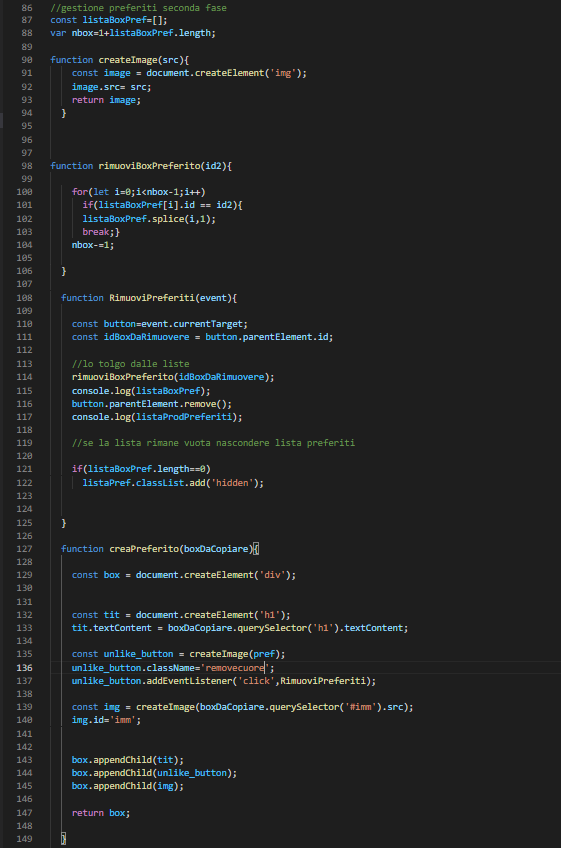 86 //gestione preferiti seconda fase
87 const listaBoxPref=[];
88 var nbox=1+listaBoxPref.length;
89
90 function createImage(src){
91 const image = document.createElement('img');
92 image.src= src;
93 return image;
94 }
95
96
97
98 function rimuoviBoxPreferito(id2){
99
100 for(let i=0;i<nbox-1;i++)
101 if(listaBoxPref[i].id == id2){
102 listaBoxPref.splice(i,1);
103 break;}
104 nbox-=1;
105
106 }
107
108 function RimuoviPreferiti(event){
109
110 const button=event.currentTarget;
111 const idBoxDaRimuovere = button.parentElement.id;
112
113 //lo tolgo dalle liste
114 rimuoviBoxPreferito(idBoxDaRimuovere);
115 console.log(listaBoxPref);
116 button.parentElement.remove();
117 console.log(listaProdPreferiti);
118
119 //se la lista rimane vuota nascondere lista preferiti
120
121 if(listaBoxPref.length==0)
122 listaPref.classList.add('hidden');
123
124
125 }
126
127 function creaPreferito(boxDaCopiare){
128
129 const box = document.createElement('div');
130
131
132 const tit = document.createElement('h1');
133 tit.textContent = boxDaCopiare.querySelector('h1').textContent;
134
135 const unlike_button = createImage(pref);
136 unlike_button.className='removecuore';
137 unlike_button.addEventListener('click',RimuoviPreferiti);
138
139 const img = createImage(boxDaCopiare.querySelector('#imm').src);
140 img.id='imm';
141
142
143 box.appendChild(tit);
144 box.appendChild(unlike_button);
145 box.appendChild(img);
146
147 return box;
148
149 }